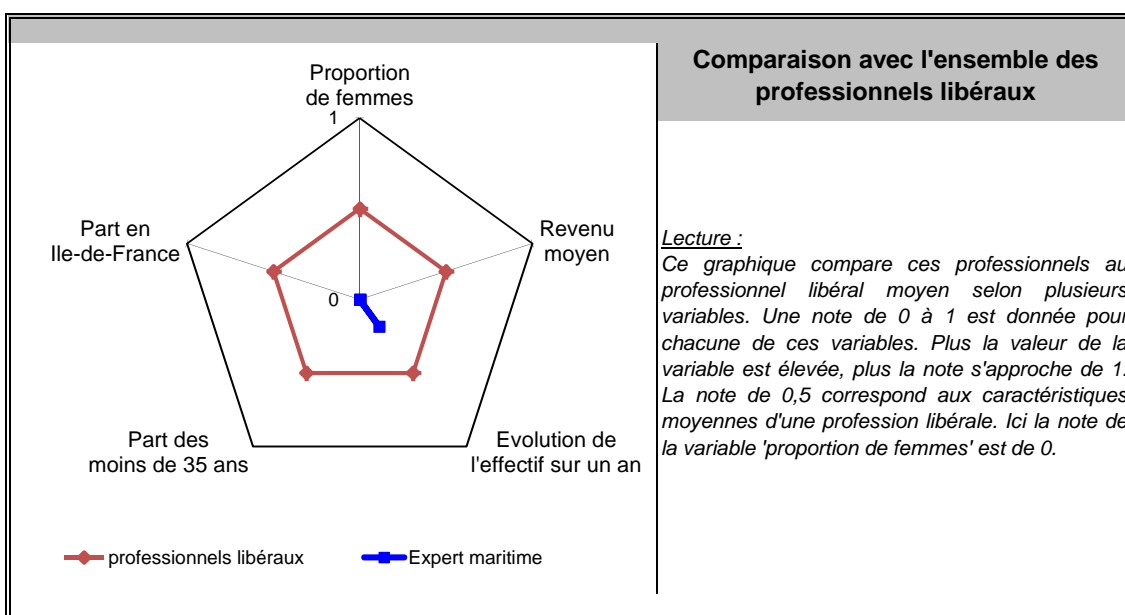 Comparaison avec l'ensemble des
professionnels libéraux
Proportion
de femmes
1
Part en
Ile-de-France
Revenu
moyen
0
Part des
moins de 35 ans
Evolution de
l'effectif sur un an
professionnels libéraux
Expert maritime
Lecture :
Ce graphique compare ces professionnels au
professionnel libéral moyen selon plusieurs
variables. Une note de 0 à 1 est donnée pour
chacune de ces variables. Plus la valeur de la
variable est élevée, plus la note s'approche de 1.
La note de 0,5 correspond aux caractéristiques
moyennes d'une profession libérale. Ici la note de
la variable 'proportion de femmes' est de 0.